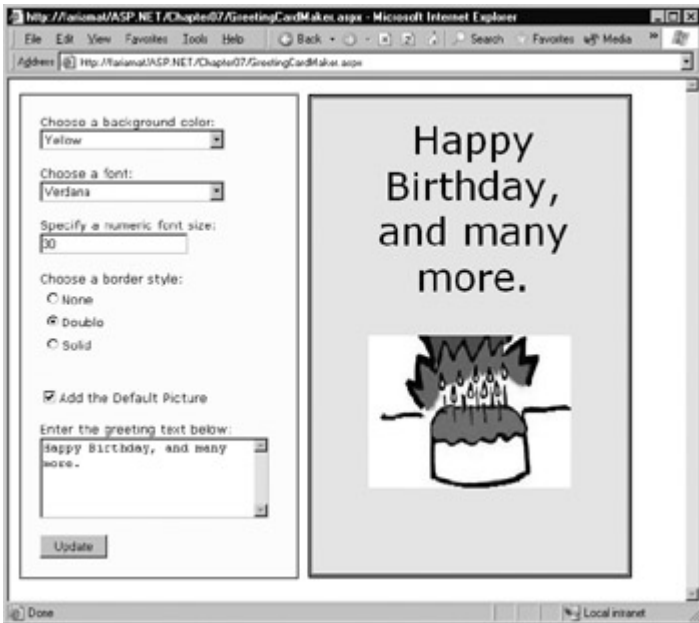 http://fariamat/ASP.NET/Chapter07/GreetingCardMaker.aspx - Microsoft Internet Explorer
File Edit View Favorites Tools Help Back Search Favorites Media »
Address http://fariamat/ASP.NET/Chapter07/GreetingCardMaker.aspx
Choose a background color:
Yellow
Choose a font:
Verdana
Specify a numeric font size:
30
Choose a border style:
None
Double
Solid
Add the Default Picture
Enter the greeting text below:
Happy Birthday, and many
more.
Update
Happy
Birthday,
and many
more.
Done Local intranet